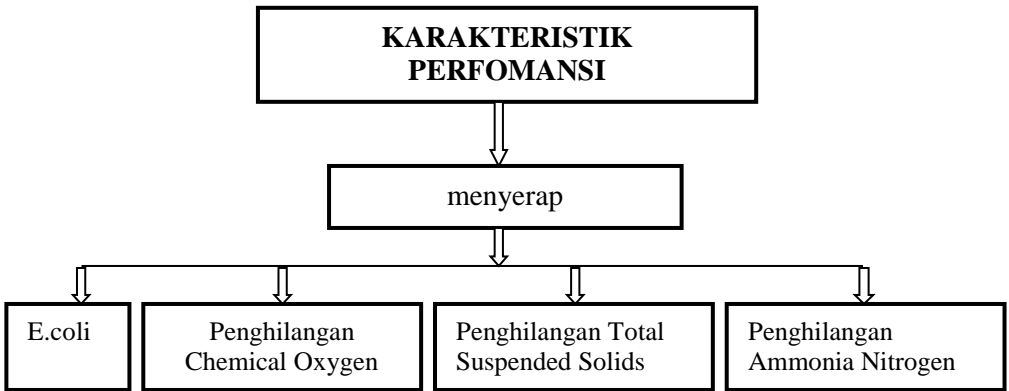 KARAKTERISTIK
PERFOMANSI
menyerap
E.coli
Penghilangan
Chemical Oxygen
Penghilangan Total
Suspended Solids
Penghilangan
Ammonia Nitrogen